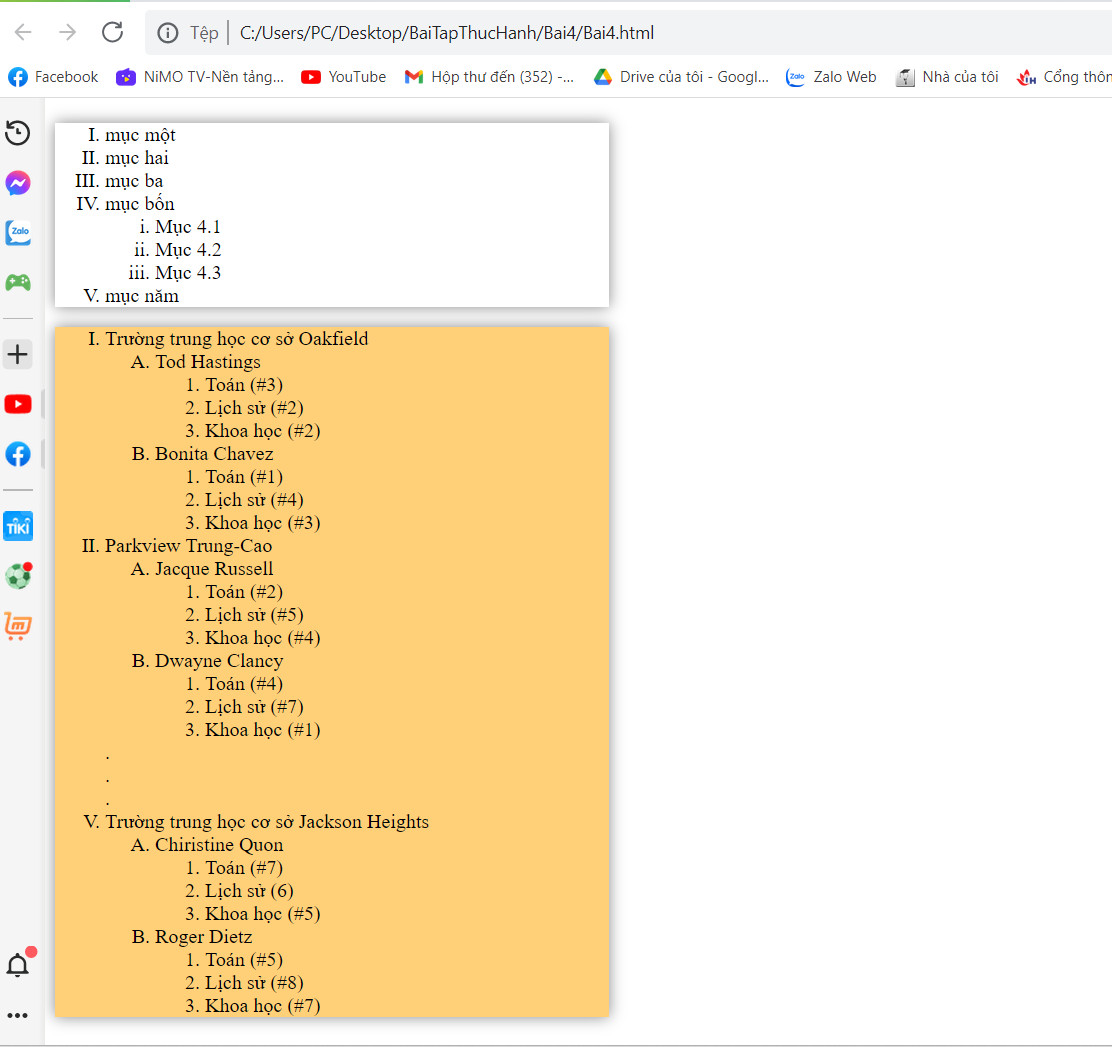 Tệp C:/Users/PC/Desktop/BaiTapThucHanh/Bai4/Bai4.html
Facebook NiMO TV-Nền tảng... YouTube Hộp thư đến (352) -... Drive của tôi - Googl... Zalo Zalo Web Nhà của tôi IH Cổng thôn
I. mục một
II. mục hai
III. mục ba
IV. mục bốn
i. Mục 4.1
ii. Mục 4.2
iii. Mục 4.3
V. mục năm
Zalo
I. Trường trung học cơ sở Oakfield
A. Tod Hastings
1. Toán (#3)
2. Lịch sử (#2)
3. Khoa học (#2)
B. Bonita Chavez
1. Toán (#1)
2. Lịch sử (#4)
3. Khoa học (#3)
II. Parkview Trung-Cao
A. Jacque Russell
1. Toán (#2)
2. Lịch sử (#5)
3. Khoa học (#4)
B. Dwayne Clancy
1. Toán (#4)
2. Lịch sử (#7)
3. Khoa học (#1)
.
.
.
V. Trường trung học cơ sở Jackson Heights
A. Chiristine Quon
1. Toán (#7)
2. Lịch sử (6)
3. Khoa học (#5)
B. Roger Dietz
1. Toán (#5)
2. Lịch sử (#8)
3. Khoa học (#7)
TIKI
m